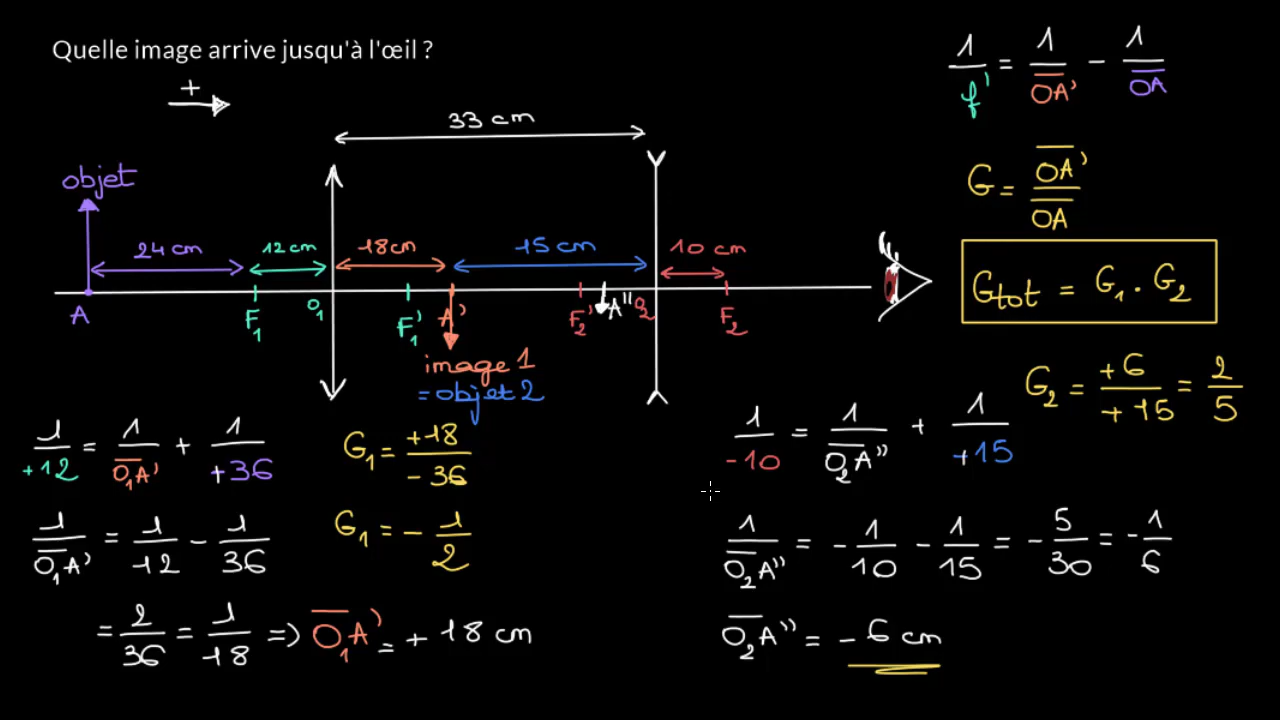 Quelle image arrive jusqu'à l'œil ?
+
33 cm
objet
24 cm
12 cm
18 cm
15 cm
10 cm
A
F₁
O₁
F₁'
A'
F₂'
A"
O₂
F₂
image 1
= objet 2
1/f' = 1/OA' - 1/OA
G = OA'/OA
Gtot = G₁ . G₂
G₂ = +6/+15 = 2/5
1/+12 = 1/O₁A' + 1/+36
1/O₁A' = 1/12 - 1/36
= 2/36 = 1/18 => O₁A' = + 18 cm
G₁ = +18/-36
G₁ = - 1/2
1/-10 = 1/O₂A" + 1/+15
1/O₂A" = - 1/10 - 1/15 = - 5/30 = - 1/6
O₂A" = - 6 cm